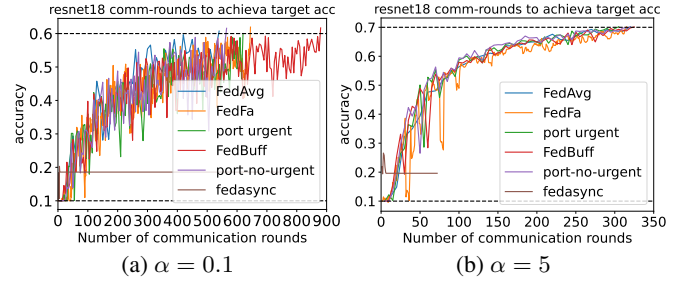 resnet18 comm-rounds to achieva target acc
accuracy
0.6
0.5
0.4
0.3
0.2
0.1
FedAvg
FedFa
port urgent
FedBuff
port-no-urgent
fedasync
0 100 200 300 400 500 600 700 800 900
Number of communication rounds
(a) α = 0.1
resnet18 comm-rounds to achieva target acc
accuracy
0.7
0.6
0.5
0.4
0.3
0.2
0.1
FedAvg
FedFa
port urgent
FedBuff
port-no-urgent
fedasync
0 50 100 150 200 250 300 350
Number of communication rounds
(b) α = 5